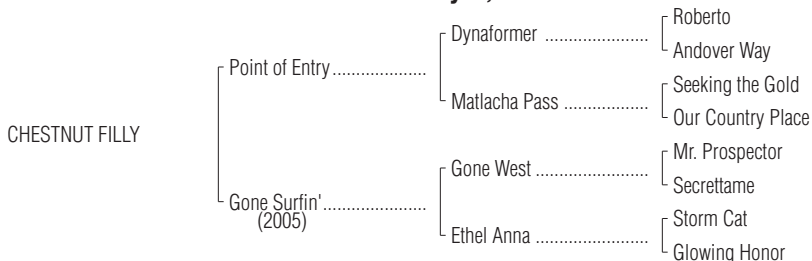 Roberto
Dynaformer ..........................
Andover Way
Point of Entry.....................
Seeking the Gold
Matlacha Pass .....................
Our Country Place
CHESTNUT FILLY
Mr. Prospector
Gone West ............................
Secrettame
Gone Surfin'.......................
(2005)
Storm Cat
Ethel Anna ............................
Glowing Honor